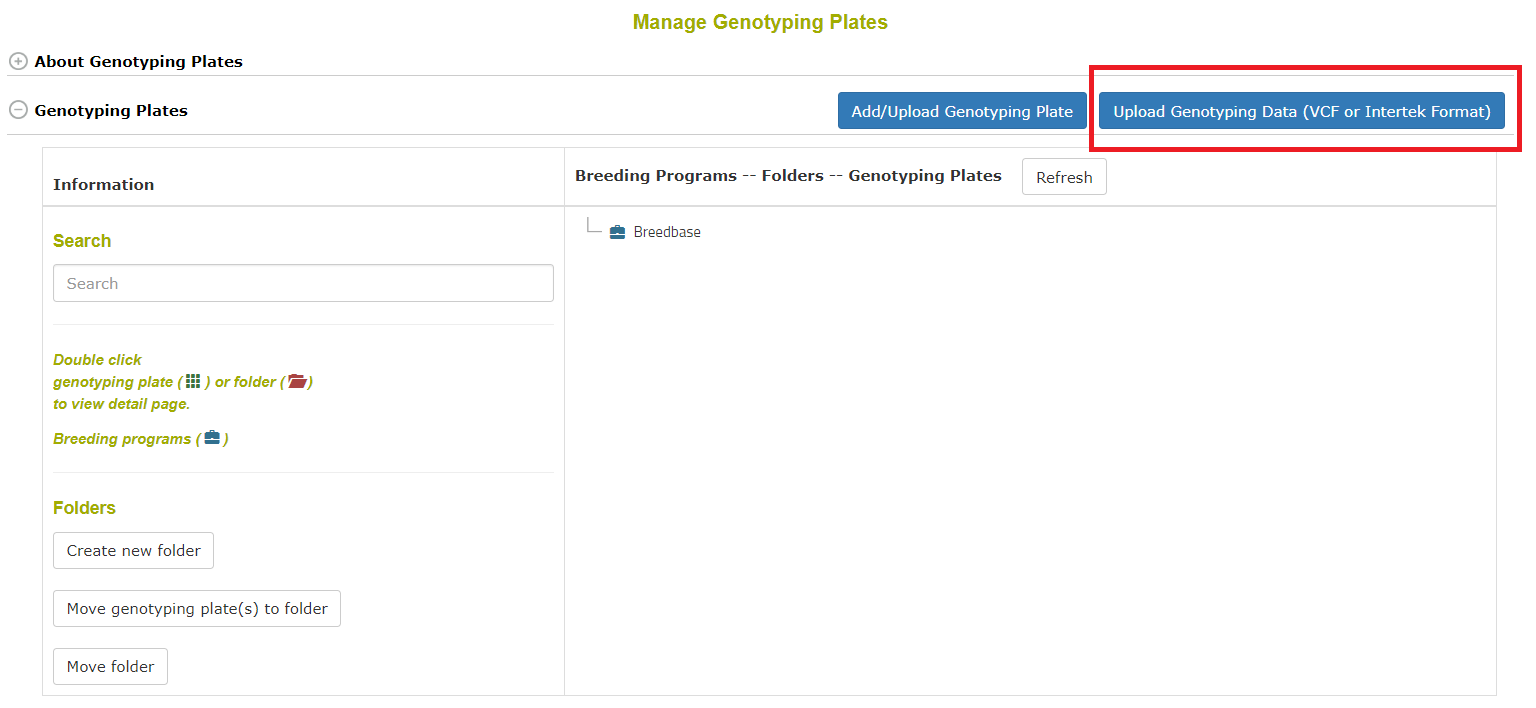 Manage Genotyping Plates
About Genotyping Plates
Genotyping Plates
Add/Upload Genotyping Plate
Upload Genotyping Data (VCF or Intertek Format)
Information
Breeding Programs -- Folders -- Genotyping Plates
Refresh
Search
Search
Double click
genotyping plate ( ) or folder ( )
to view detail page.
Breeding programs ( )
Breedbase
Folders
Create new folder
Move genotyping plate(s) to folder
Move folder